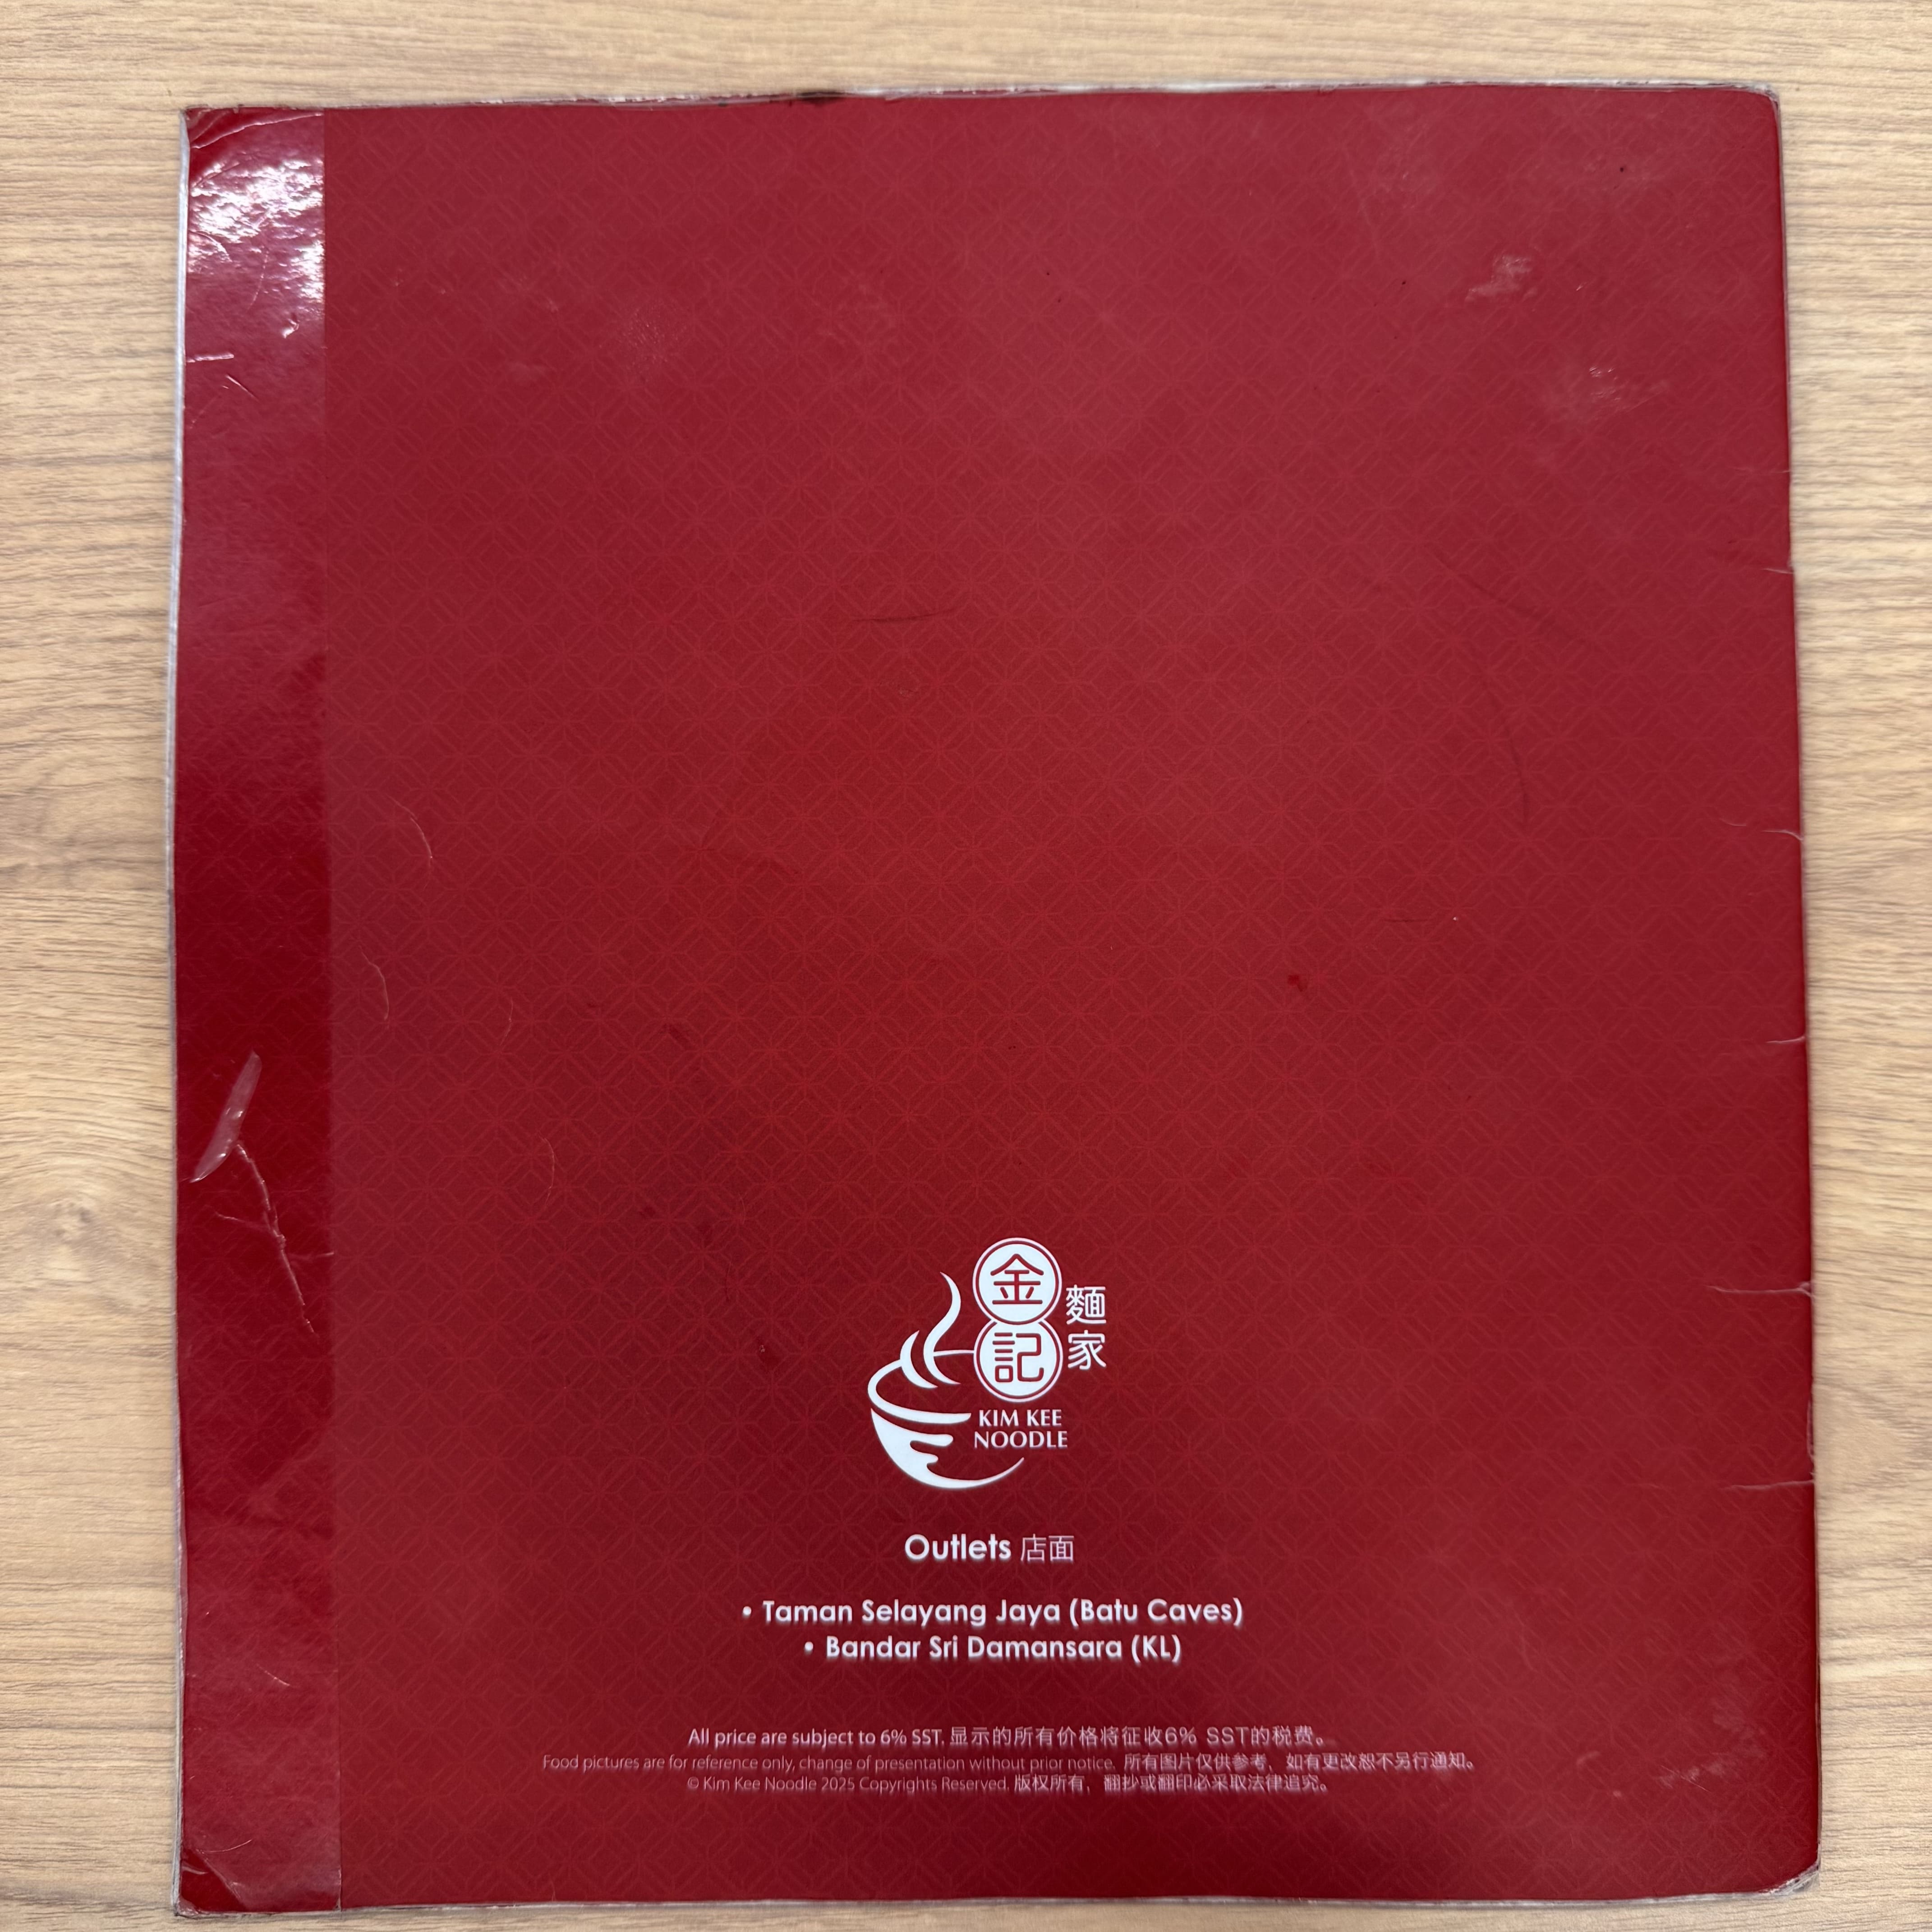 金
記
麵
家
KIM KEE
NOODLE
Outlets 店面
• Taman Selayang Jaya (Batu Caves)
• Bandar Sri Damansara (KL)
All price are subject to 6% SST. 显示的所有价格将征收6% SST的税费。
Food pictures are for reference only, change of presentation without prior notice. 所有图片仅供参考，如有更改恕不另行通知。
© Kim Kee Noodle 2025 Copyrights Reserved. 版权所有，翻抄或翻印必采取法律追究。